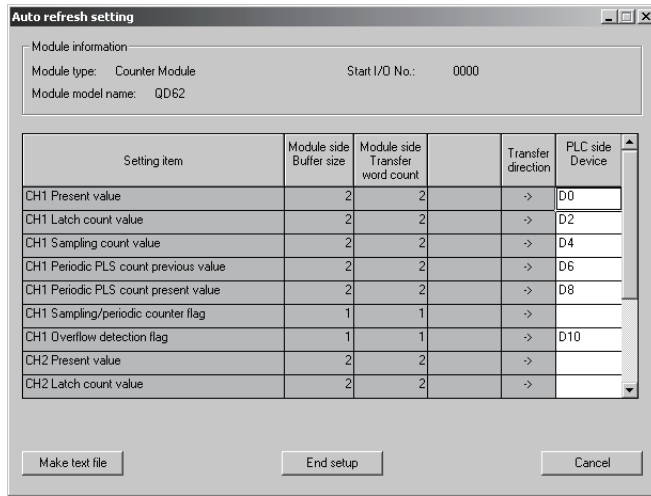 Auto refresh setting
Module information
Module type: Counter Module Start I/O No.: 0000
Module model name: QD62
Setting item Module side Buffer size Module side Transfer word count Transfer direction PLC side Device
CH1 Present value 2 2 -> D0
CH1 Latch count value 2 2 -> D2
CH1 Sampling count value 2 2 -> D4
CH1 Periodic PLS count previous value 2 2 -> D6
CH1 Periodic PLS count present value 2 2 -> D8
CH1 Sampling/periodic counter flag 1 1 ->
CH1 Overflow detection flag 1 1 -> D10
CH2 Present value 2 2 ->
CH2 Latch count value 2 2 ->
Make text file End setup Cancel